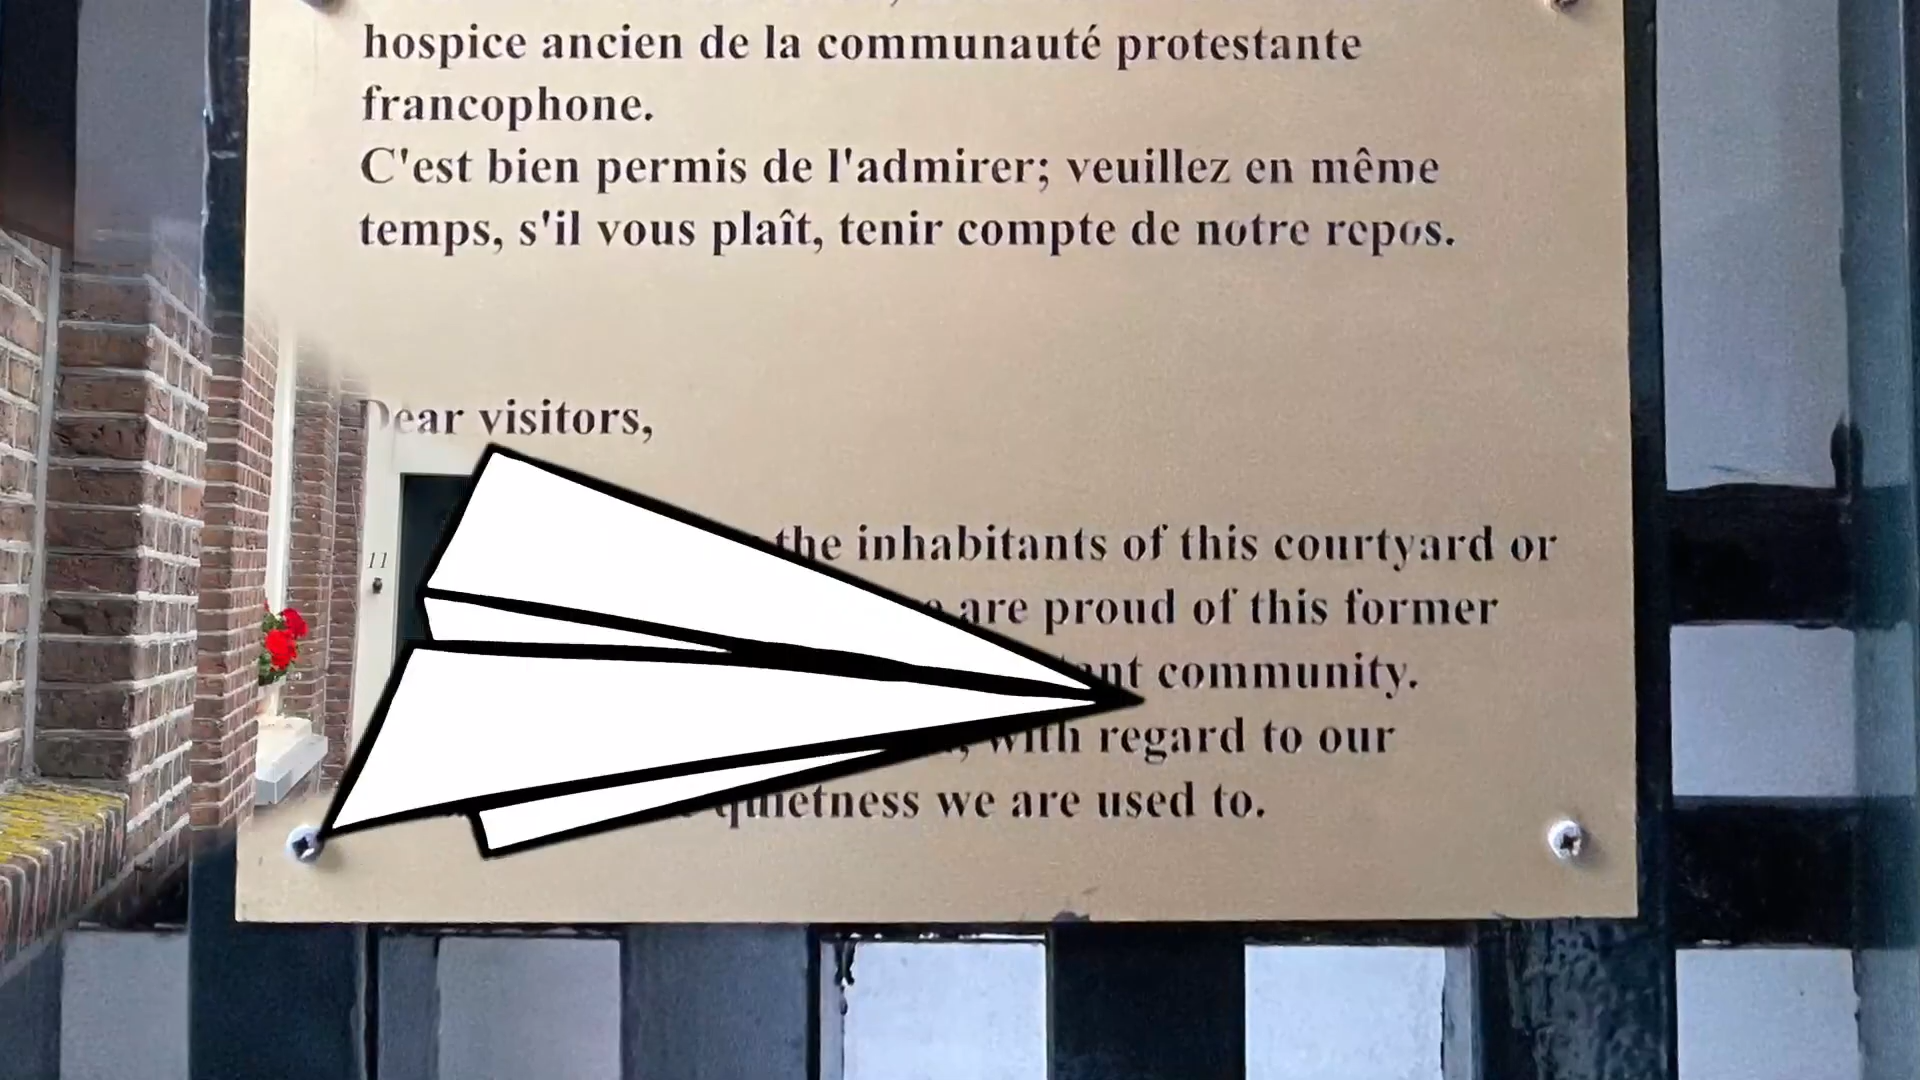 hospice ancien de la communauté protestante
francophone.
C'est bien permis de l'admirer; veuillez en même
temps, s'il vous plaît, tenir compte de notre repos.
Dear visitors,
11
the inhabitants of this courtyard or
are proud of this former
community.
with regard to our
quietness we are used to.